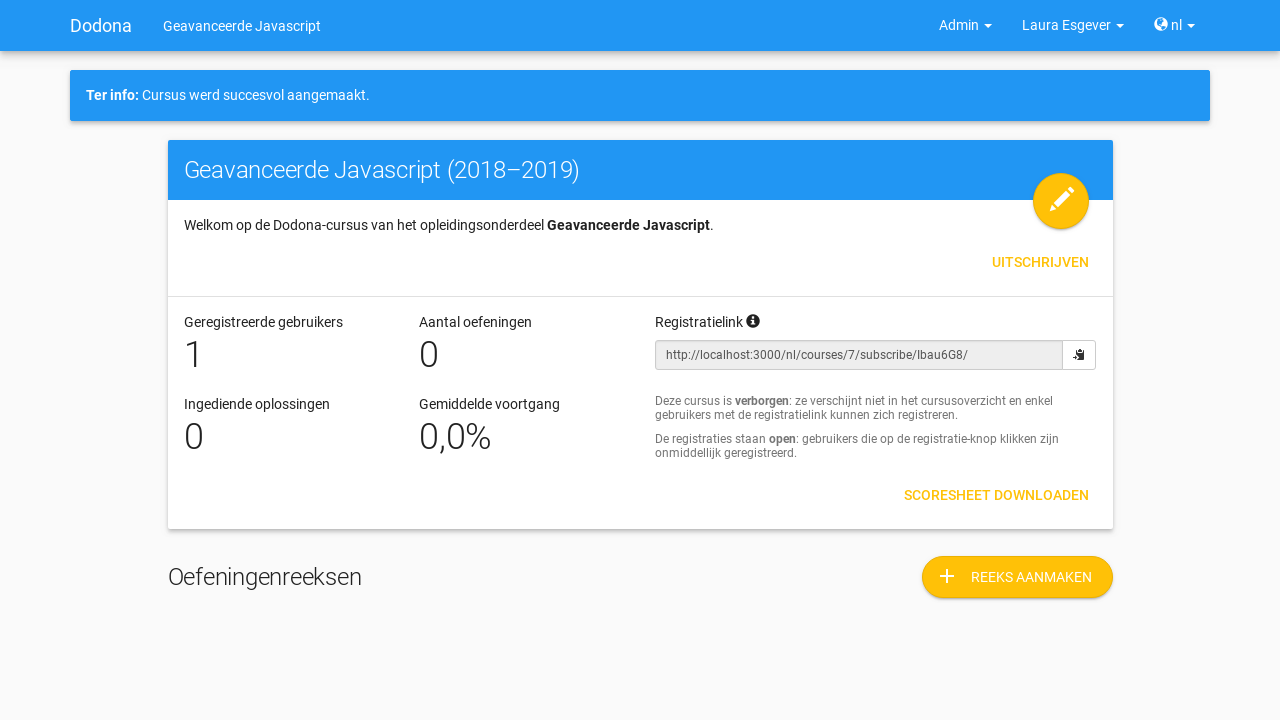 Dodona
Geavanceerde Javascript
Admin
Laura Esgever
nl
Ter info: Cursus werd succesvol aangemaakt.
Geavanceerde Javascript (2018–2019)
Welkom op de Dodona-cursus van het opleidingsonderdeel Geavanceerde Javascript.
UITSCHRIJVEN
Geregistreerde gebruikers
1
Aantal oefeningen
0
Registratielink
http://localhost:3000/nl/courses/7/subscribe/Ibau6G8/
Ingediende oplossingen
0
Gemiddelde voortgang
0,0%
Deze cursus is verborgen: ze verschijnt niet in het cursusoverzicht en enkel
gebruikers met de registratielink kunnen zich registreren.
De registraties staan open: gebruikers die op de registratie-knop klikken zijn
onmiddellijk geregistreerd.
SCORESHEET DOWNLOADEN
Oefeningenreeksen
REEKS AANMAKEN